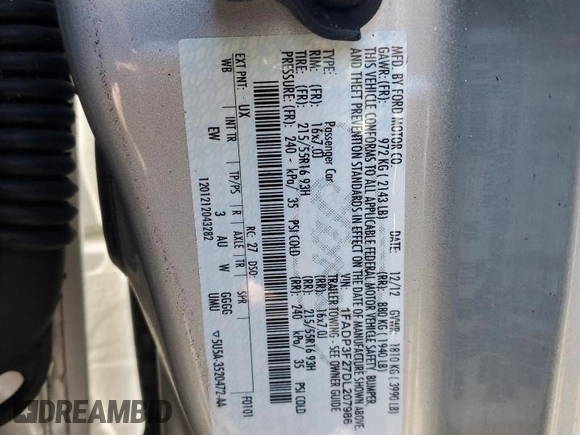 MFD. BY FORD MOTOR CO.
DATE: 12/12 GVWR: 1810 KG ( 3990 LB)
GAWR: (FR) 972 KG ( 2143 LB) (RR) 880 KG ( 1940 LB)
THIS VEHICLE CONFORMS TO ALL APPLICABLE FEDERAL MOTOR VEHICLE SAFETY, BUMPER,
AND THEFT PREVENTION STANDARDS IN EFFECT ON THE DATE OF MANUFACTURE SHOWN ABOVE.
VIN: 1FADP3F27DL207986
TYPE: Passenger Car TRAILER TOWING - SEE OWNER GUIDE
RIM: (FR): 16x7.0J (RR): 16x7.0J
TIRE: (FR): 215/55R16 93H (RR): 215/55R16 93H
PRESSURE: (FR): 240 - kPa/ 35 PSI COLD (RR): 240 kPa/ 35 PSI COLD
EXT PNT: UX RC: 27 DSO: F0101
WB INT TR TP/PS R AXLE TR SPR
EW 3 AU W GGGG UMU
1201212043282 ▽ 5U5A-3520472-AA
DREAMBID